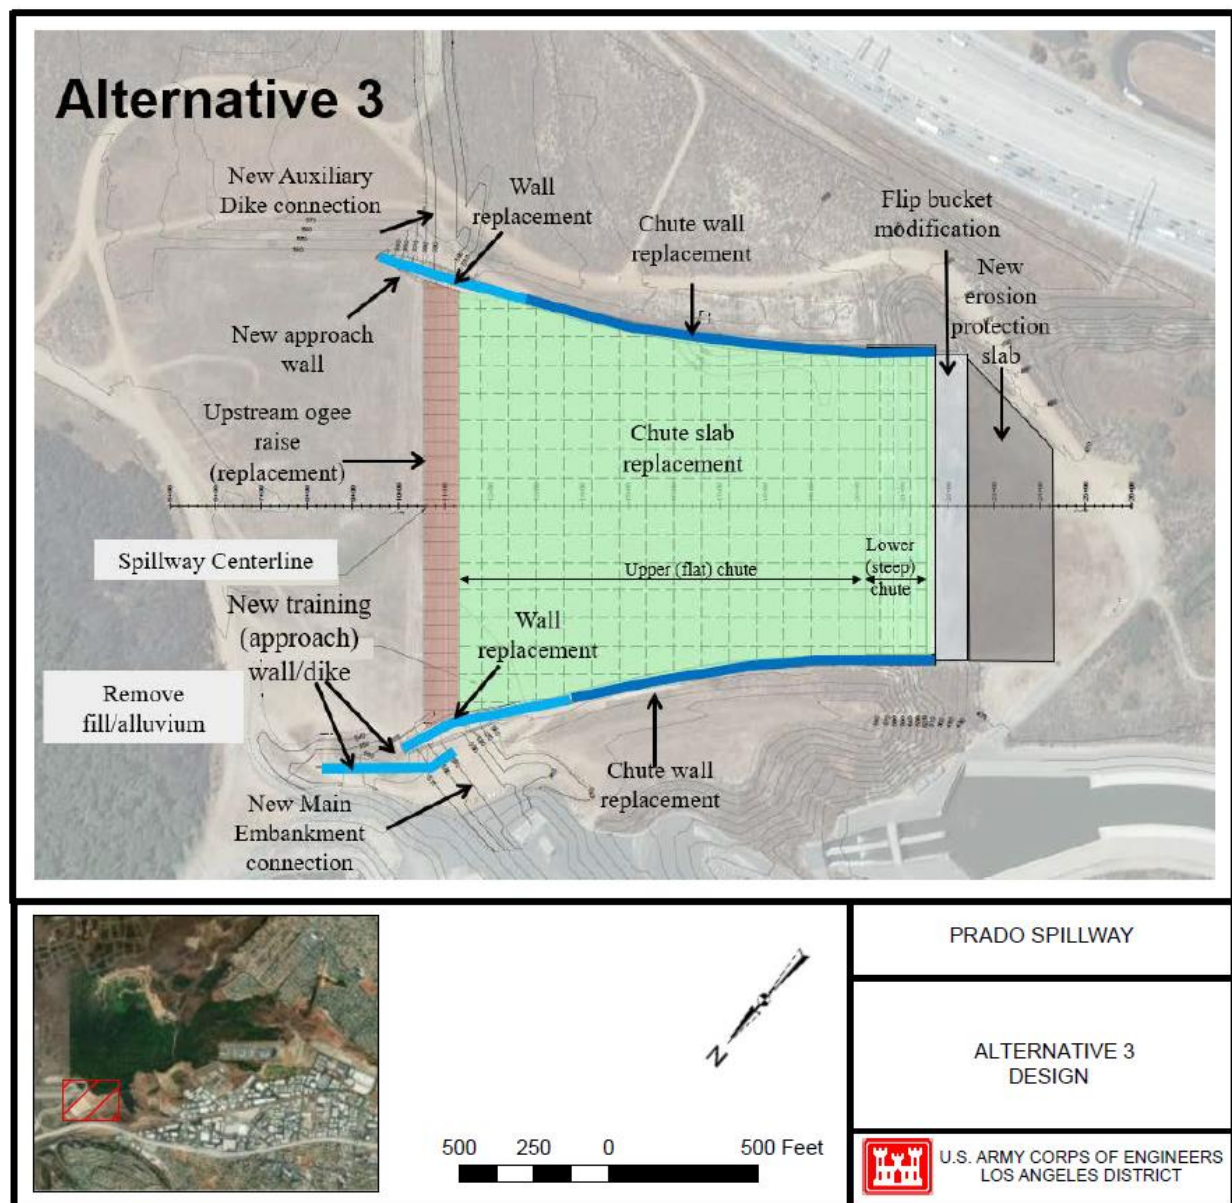 Alternative 3
New Auxiliary
Dike connection
Wall
replacement
Chute wall
replacement
Flip bucket
modification
New
erosion
protection
slab
New approach
wall
Upstream ogee
raise
(replacement)
Chute slab
replacement
Spillway Centerline
Upper (flat) chute
Lower
(steep)
chute
New training
(approach)
wall/dike
Wall
replacement
Remove
fill/alluvium
New Main
Embankment
connection
Chute wall
replacement
N
500 250 0 500 Feet
PRADO SPILLWAY
ALTERNATIVE 3
DESIGN
U.S. ARMY CORPS OF ENGINEERS
LOS ANGELES DISTRICT